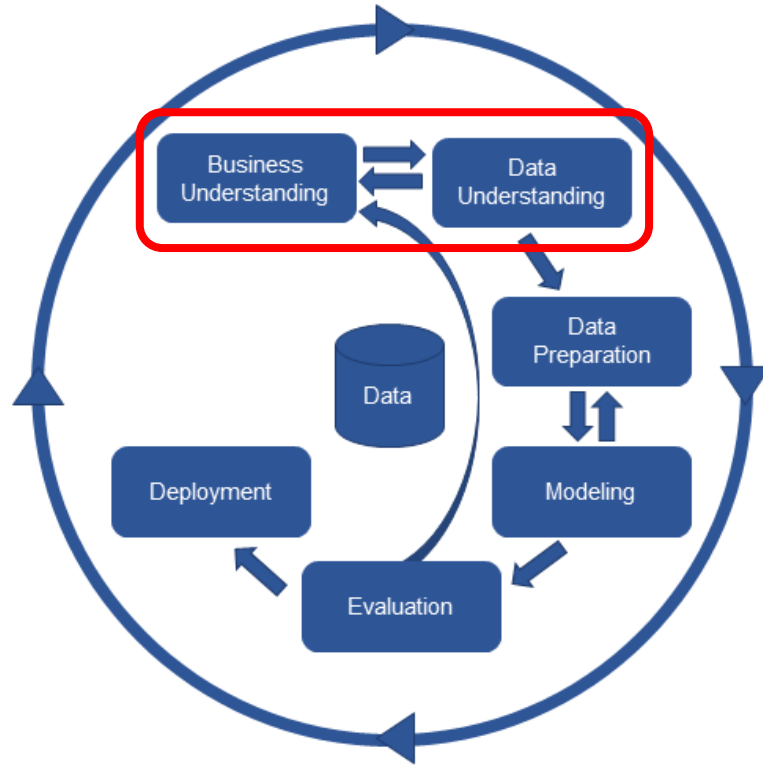 Business
Understanding
Data
Understanding
Data
Preparation
Data
Deployment
Modeling
Evaluation